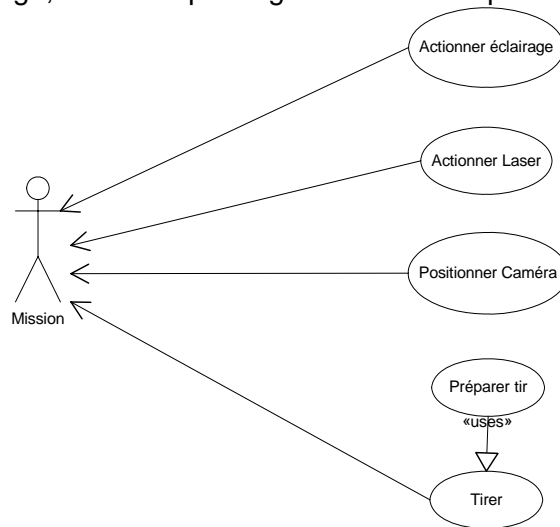 Actionner éclairage
Actionner Laser
Positionner Caméra
Mission
Préparer tir
«uses»
Tirer